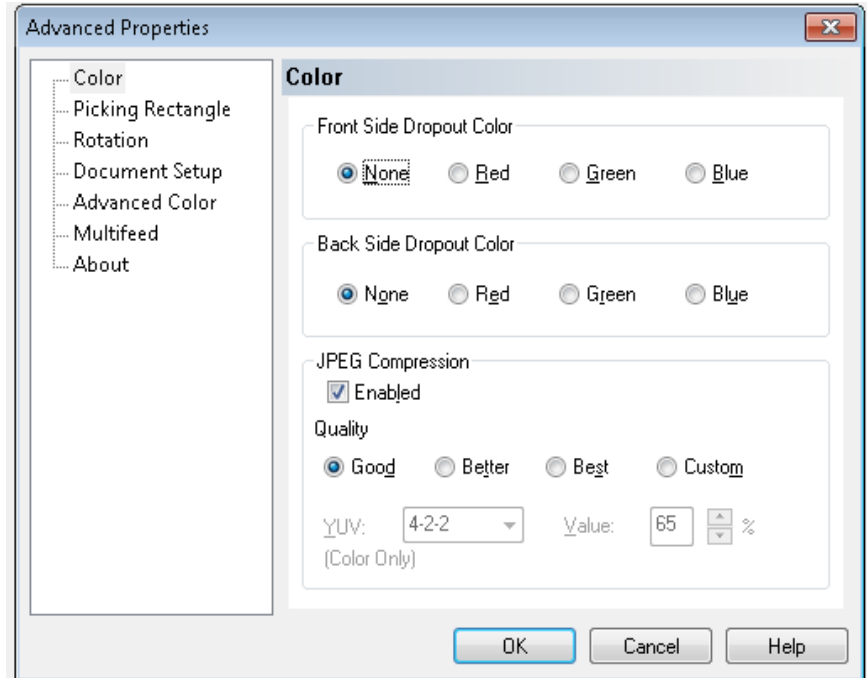 Advanced Properties
Color
Picking Rectangle
Rotation
Document Setup
Advanced Color
Multifeed
About
Color
Front Side Dropout Color
None Red Green Blue
Back Side Dropout Color
None Red Green Blue
JPEG Compression
Enabled
Quality
Good Better Best Custom
YUV: 4-2-2 Value: 65 %
(Color Only)
OK Cancel Help